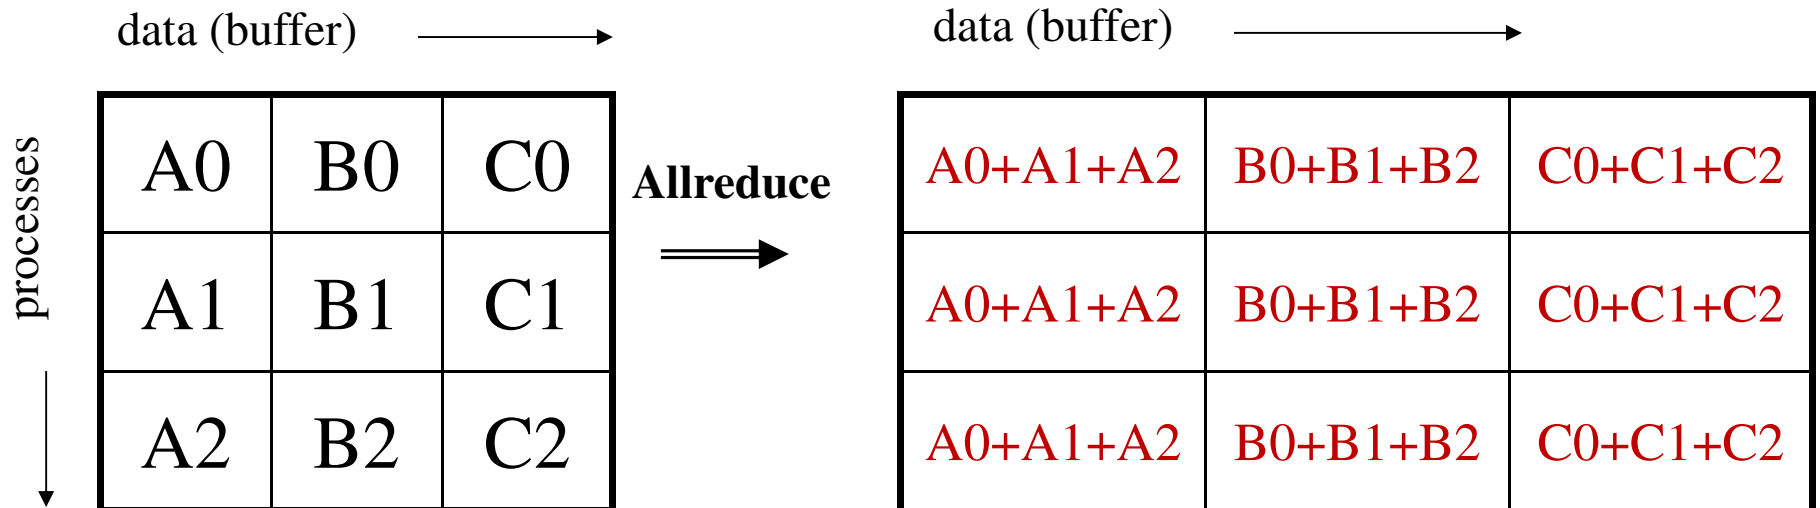 data (buffer)
data (buffer)
processes
A0 B0 C0
Allreduce
A0+A1+A2 B0+B1+B2 C0+C1+C2
A1 B1 C1
A0+A1+A2 B0+B1+B2 C0+C1+C2
A2 B2 C2
A0+A1+A2 B0+B1+B2 C0+C1+C2